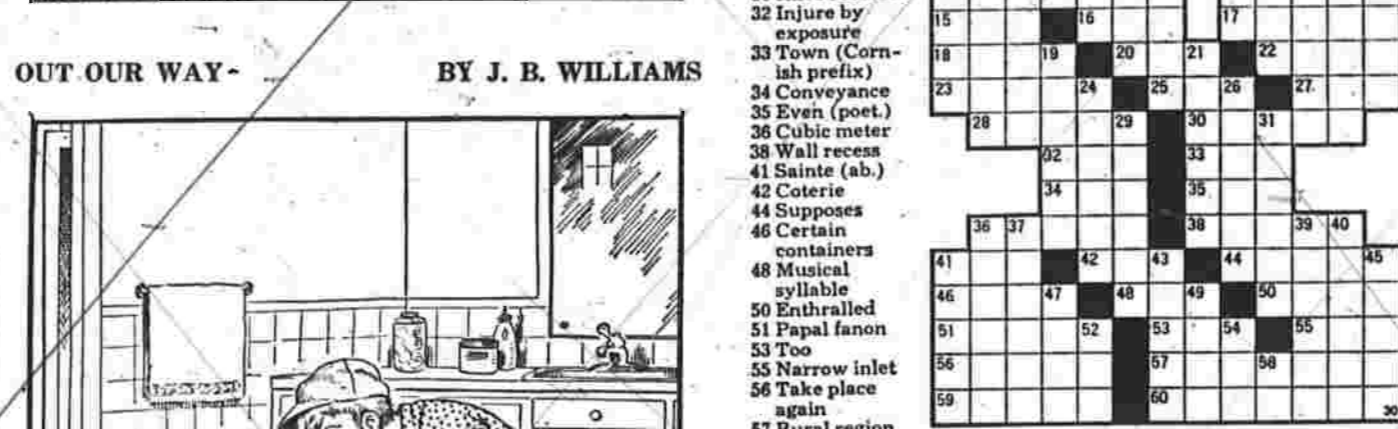 OUT OUR WAY- BY J. B. WILLIAMS
32 Injure by
exposure
33 Town (Corn-
ish prefix)
34 Conveyance
35 Even (poet.)
36 Cubic meter
38 Wall recess
41 Sainte (ab.)
42 Coterie
44 Supposes
46 Certain
containers
48 Musical
syllable
50 Enthralled
51 Papal fanon
53 Too
55 Narrow inlet
56 Take place
again
57 Rural region
15 16 17
18 19 20 21 22
23 24 25 26 27
28 29 30 31
32 33
34 35
36 37 38 39 40
41 42 43 44 45
46 47 48 49 50
51 52 53 54 55
56 57 58
59 60
30